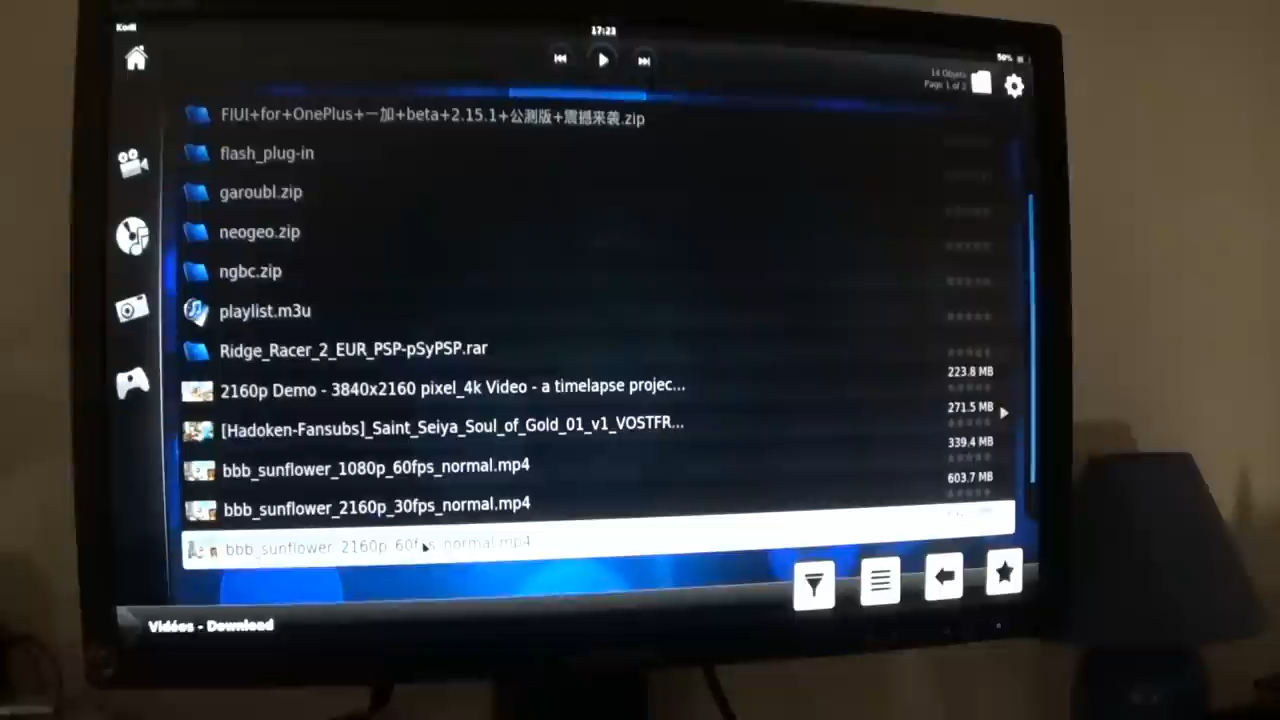 Kodi
17:23
50%
14 Objets
Page 1 of 2
FIUI+for+OnePlus+一加+beta+2.15.1+公测版+震撼来袭.zip
flash_plug-in
garoubl.zip
neogeo.zip
ngbc.zip
playlist.m3u
Ridge_Racer_2_EUR_PSP-pSyPSP.rar
2160p Demo - 3840x2160 pixel_4k Video - a timelapse projec...
223.8 MB
[Hadoken-Fansubs]_Saint_Seiya_Soul_of_Gold_01_v1_VOSTFR...
271.5 MB
bbb_sunflower_1080p_60fps_normal.mp4
339.4 MB
bbb_sunflower_2160p_30fps_normal.mp4
603.7 MB
bbb_sunflower_2160p_60fps_normal.mp4
Vidéos - Download